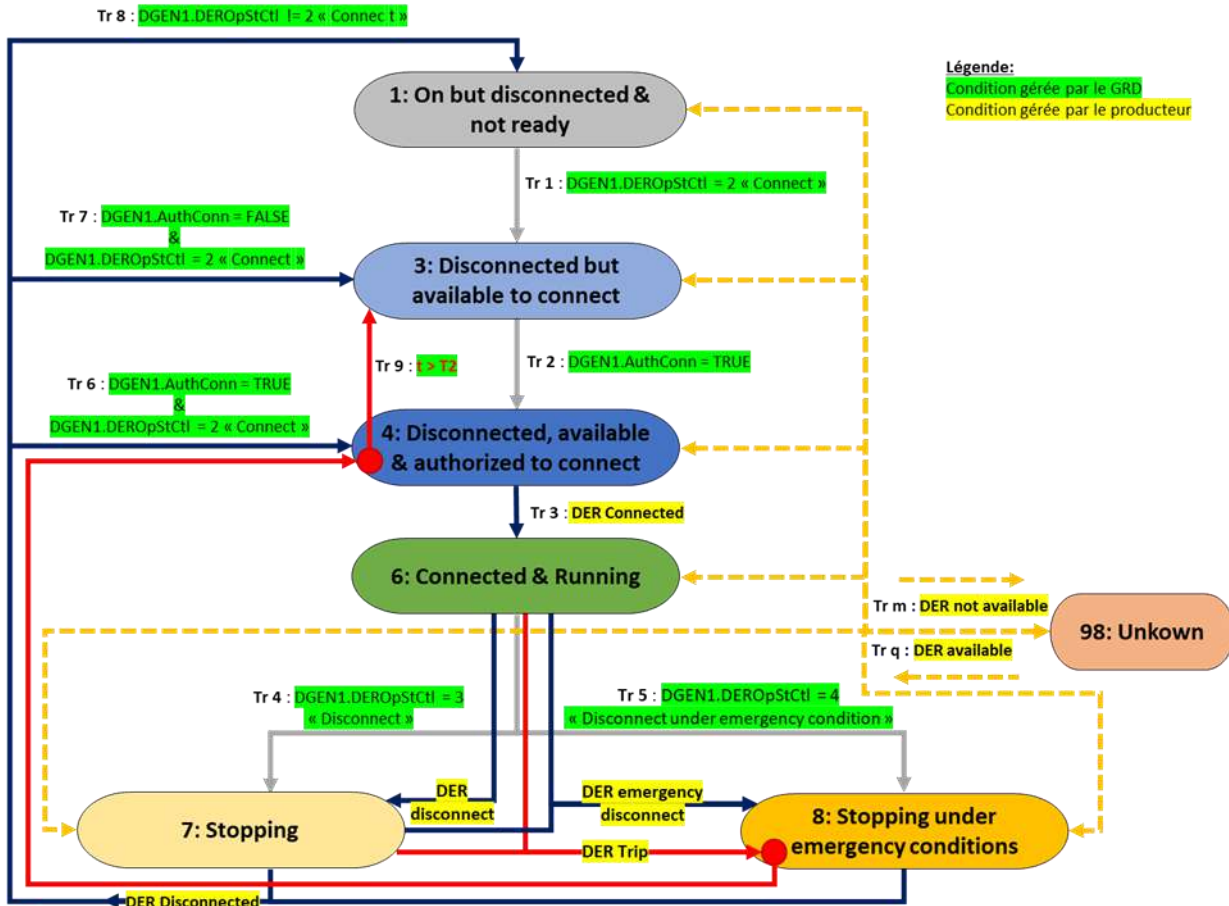 Tr 8 : DGEN1.DEROpStCtl != 2 « Connec t »
Légende:
Condition gérée par le GRD
Condition gérée par le producteur
1: On but disconnected &
not ready
Tr 1 : DGEN1.DEROpStCtl = 2 « Connect »
Tr 7 : DGEN1.AuthConn = FALSE
&
DGEN1.DEROpStCtl = 2 « Connect »
3: Disconnected but
available to connect
Tr 9 : t > T2
Tr 2 : DGEN1.AuthConn = TRUE
Tr 6 : DGEN1.AuthConn = TRUE
&
DGEN1.DEROpStCtl = 2 « Connect »
4: Disconnected, available
& authorized to connect
Tr 3 : DER Connected
6: Connected & Running
Tr m : DER not available
98: Unkown
Tr q : DER available
Tr 4 : DGEN1.DEROpStCtl = 3
« Disconnect »
Tr 5 : DGEN1.DEROpStCtl = 4
« Disconnect under emergency condition »
DER
disconnect
DER emergency
disconnect
7: Stopping
8: Stopping under
emergency conditions
DER Trip
DER Disconnected